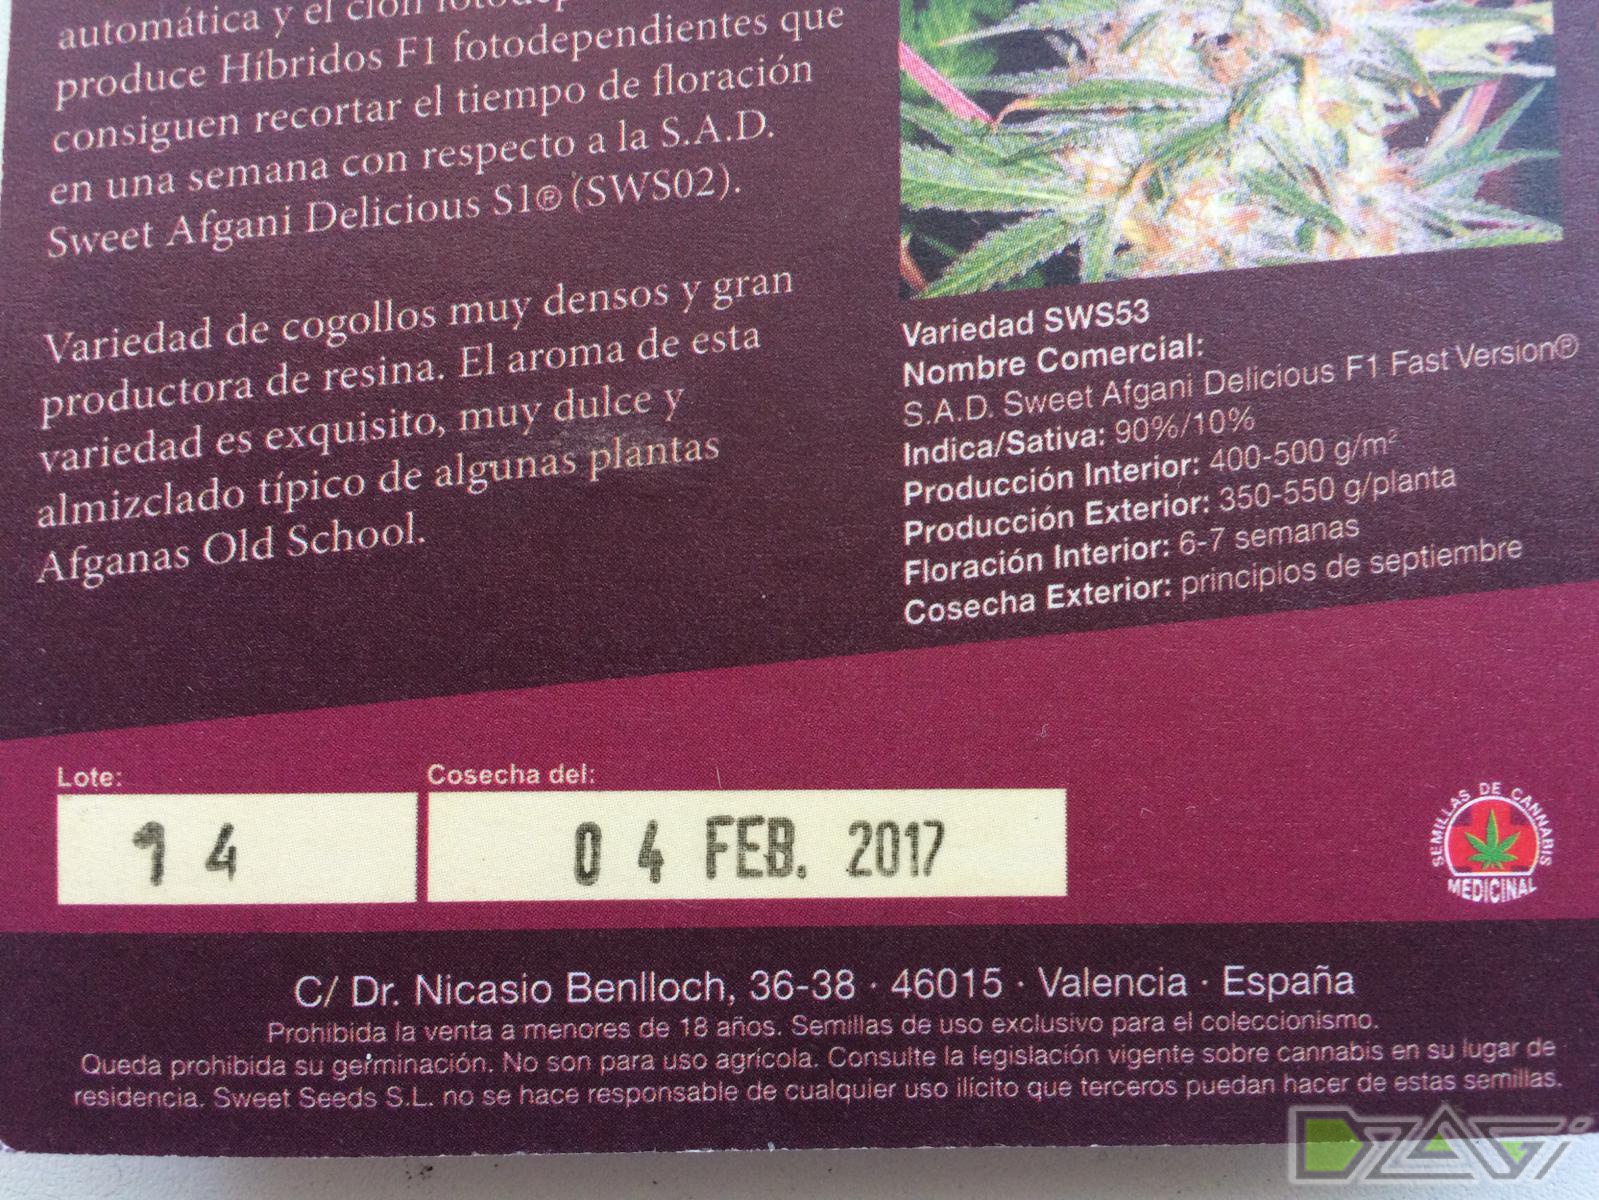 automática y el clon
produce Híbridos F1 fotodependientes que
consiguen recortar el tiempo de floración
en una semana con respecto a la S.A.D.
Sweet Afgani Delicious S1® (SWS02).
Variedad de cogollos muy densos y gran
productora de resina. El aroma de esta
variedad es exquisito, muy dulce y
almizclado típico de algunas plantas
Afganas Old School.
Variedad SWS53
Nombre Comercial:
S.A.D. Sweet Afgani Delicious F1 Fast Version®
Indica/Sativa: 90%/10%
Producción Interior: 400-500 g/m²
Producción Exterior: 350-550 g/planta
Floración Interior: 6-7 semanas
Cosecha Exterior: principios de septiembre
Lote:
14
Cosecha del:
04 FEB. 2017
SEMILLAS DE CANNABIS
MEDICINAL
C/ Dr. Nicasio Benlloch, 36-38 · 46015 · Valencia · España
Prohibida la venta a menores de 18 años. Semillas de uso exclusivo para el coleccionismo.
Queda prohibida su germinación. No son para uso agrícola. Consulte la legislación vigente sobre cannabis en su lugar de
residencia. Sweet Seeds S.L. no se hace responsable de cualquier uso ilícito que terceros puedan hacer de estas semillas.
DZAGI